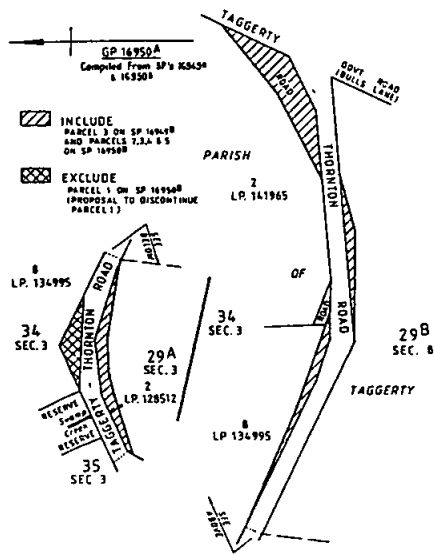 GP 16950A
Compiled From SP's 16949B
& 16950B
INCLUDE
PARCEL 3 ON SP 16949B
AND PARCELS 7,3,4 & 5
ON SP 16950B
EXCLUDE
PARCEL 1 ON SP 16950B
(PROPOSAL TO DISCONTINUE
PARCEL 1)
TAGGERTY
ROAD
GOVT. ROAD
(BULLS LANE)
THORNTON
PARISH
2
LP. 141965
OF
ROAD
ROAD
34
SEC. 3
29B
SEC. B
TAGGERTY
8
LP 134995
SEE
ABOVE
SEE
BELOW
8
LP. 134995
ROAD
THORNTON
34
SEC. 3
29A
SEC. 3
2
LP. 128512
RESERVE
Swamp
Creek
RESERVE
TAGGERTY
35
SEC 3